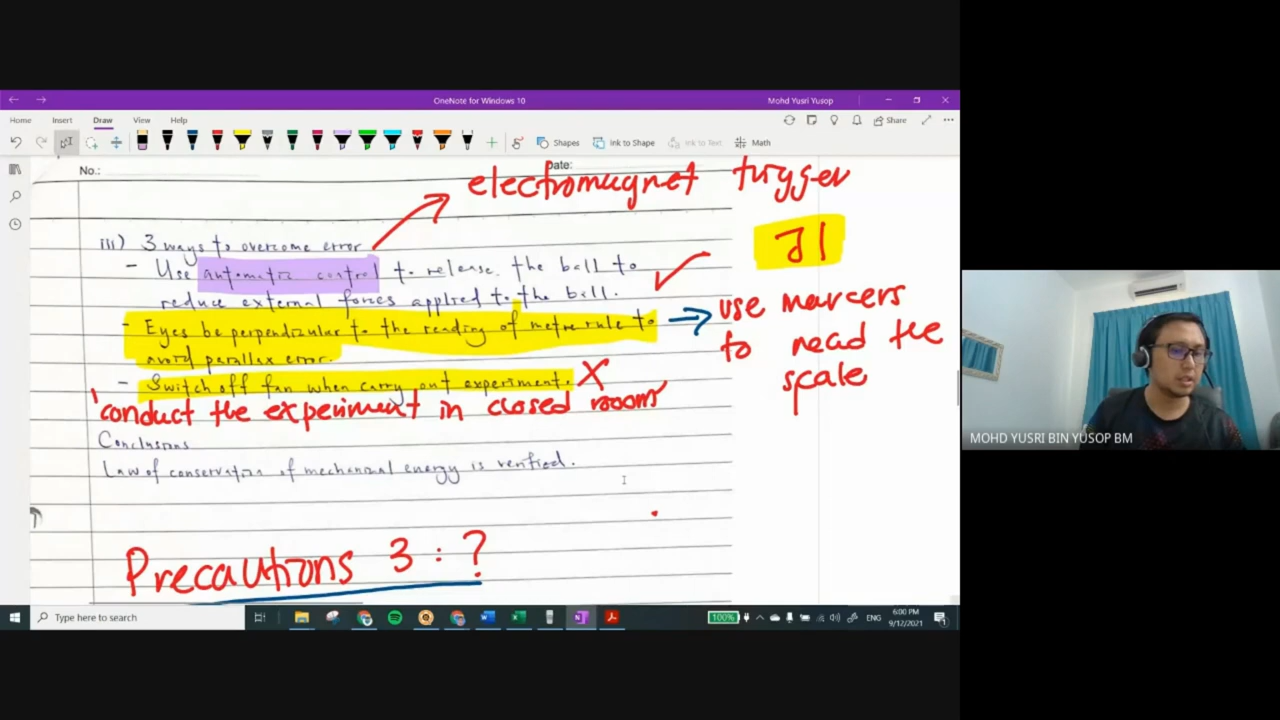 OneNote for Windows 10
Mohd Yusri Yusop
Home Insert Draw View Help
Share
Shapes Ink to Shape Ink to Text Math
No.:
Date:
electromagnet trigger
iii) 3 ways to overcome error
- Use automatic control to release the ball to
reduce external forces applied to the ball.
- Eyes be perpendicular to the reading of metre rule to
avoid parallex error.
- Switch off fan when carry out experiment. X
conduct the experiment in closed rooms
use marcers
to read the
scale
Conclusions
Law of conservation of mechanical energy is verified.
Precautions 3 : ?
MOHD YUSRI BIN YUSOP BM
Type here to search
100%
ENG
6:00 PM
9/12/2021